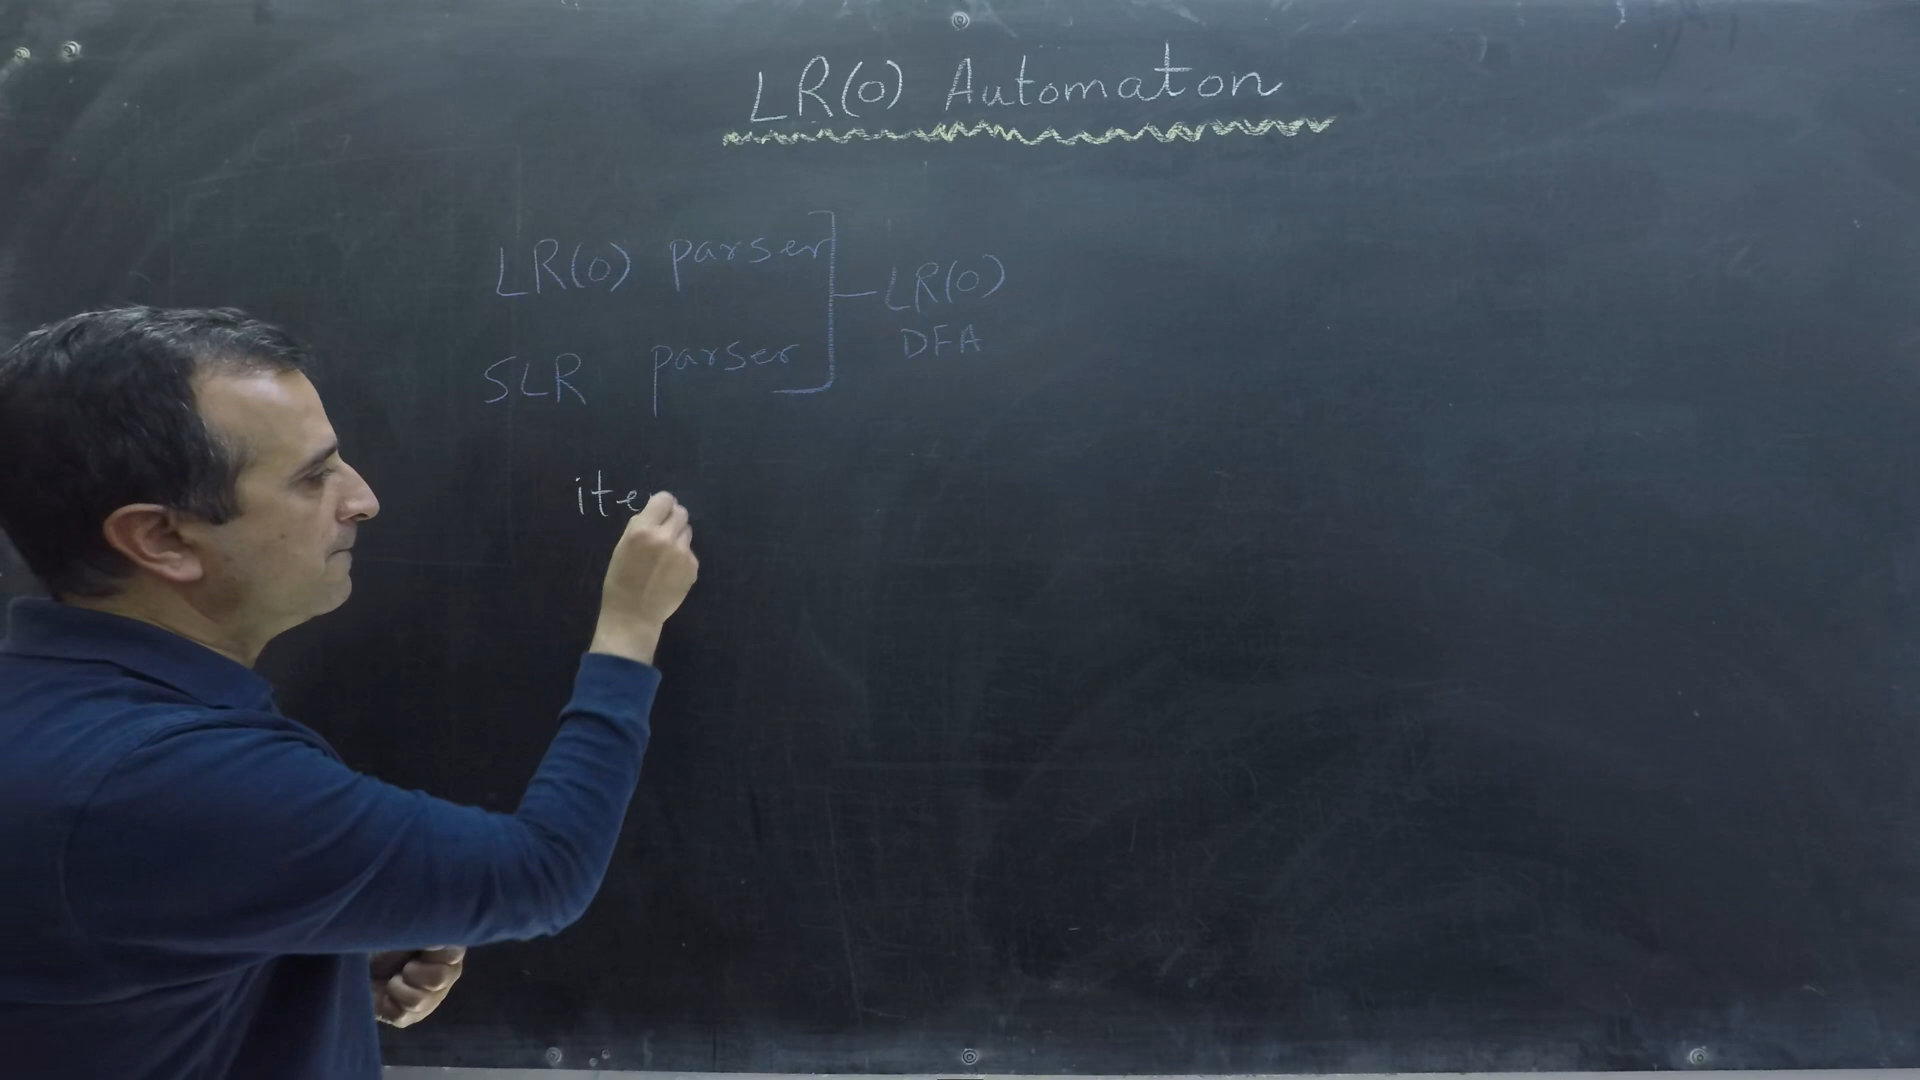 LR(0) Automaton
LR(0) parser
LR(0)
DFA
SLR parser
ite